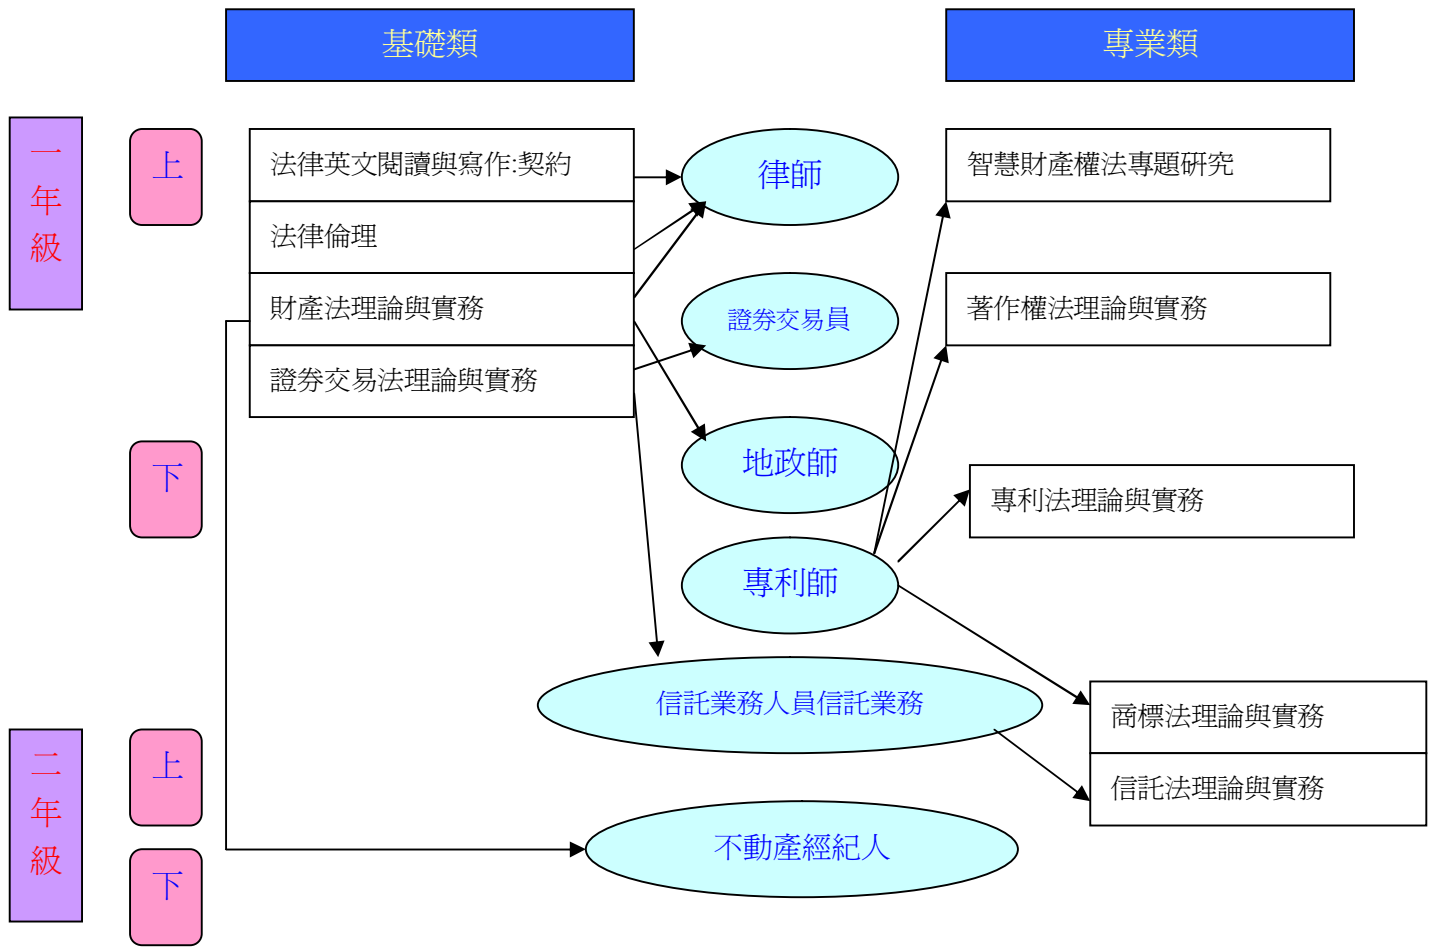 基礎類
專業類
一
年
級
上
法律英文閱讀與寫作:契約
律師
智慧財產權法專題研究
法律倫理
財產法理論與實務
證券交易員
著作權法理論與實務
證券交易法理論與實務
下
地政師
專利法理論與實務
專利師
信託業務人員信託業務
商標法理論與實務
二
年
級
上
信託法理論與實務
不動產經紀人
下